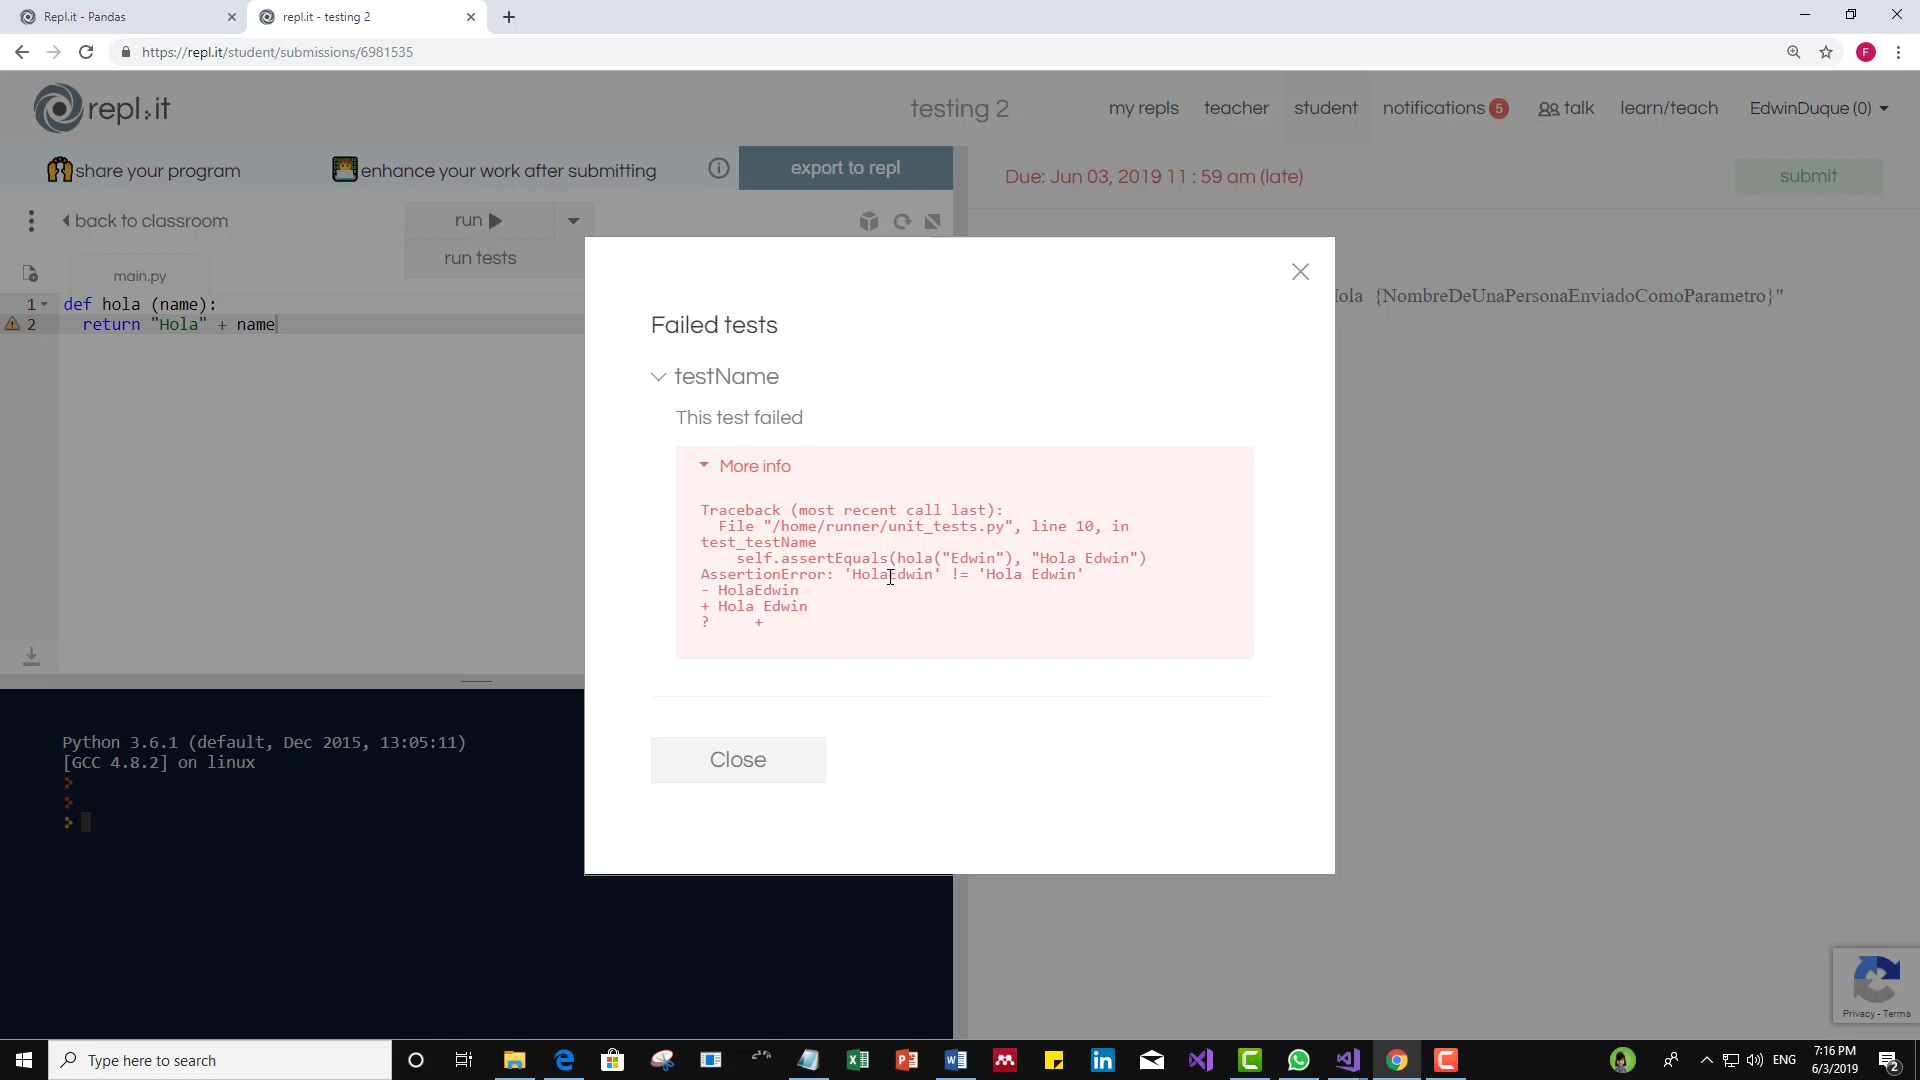 Repl.it - Pandas
repl.it - testing 2
https://repl.it/student/submissions/6981535
F
repl.it
testing 2
my repls
teacher
student
notifications 5
talk
learn/teach
EdwinDuque (0)
share your program
enhance your work after submitting
export to repl
Due: Jun 03, 2019 11 : 59 am (late)
submit
back to classroom
run
run tests
main.py
1 def hola (name):
2 return "Hola" + name
ola {NombreDeUnaPersonaEnviadoComoParametro}"
Failed tests
testName
This test failed
More info
Traceback (most recent call last):
File "/home/runner/unit_tests.py", line 10, in
test_testName
self.assertEquals(hola("Edwin"), "Hola Edwin")
AssertionError: 'HolaEdwin' != 'Hola Edwin'
- HolaEdwin
+ Hola Edwin
? +
Close
Python 3.6.1 (default, Dec 2015, 13:05:11)
[GCC 4.8.2] on linux
Privacy - Terms
Type here to search
ENG
7:16 PM
6/3/2019
2